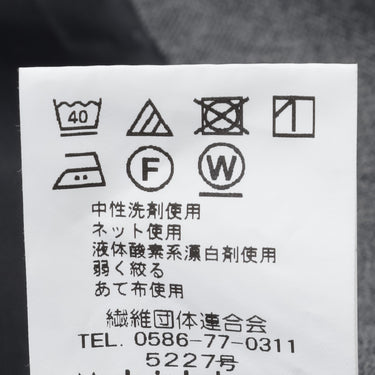 40
F W
中性洗剤使用
ネット使用
液体酸素系漂白剤使用
弱く絞る
あて布使用
繊維団体連合会
TEL. 0586-77-0311
5227号